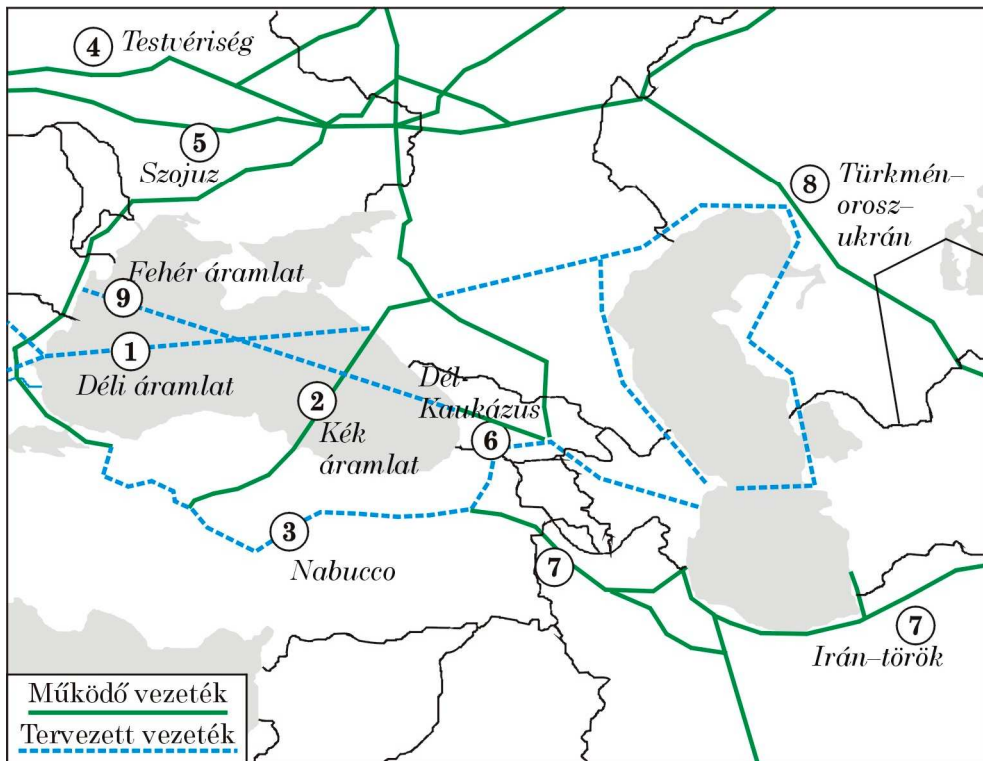 4 Testvériség
5
Szojuz
8 Türkmén–
orosz–
ukrán
Fehér áramlat
9
1
Déli áramlat
2
Kék
áramlat
Dél-
Kaukázus
6
3
Nabucco
7
7
Irán–török
Működő vezeték
Tervezett vezeték